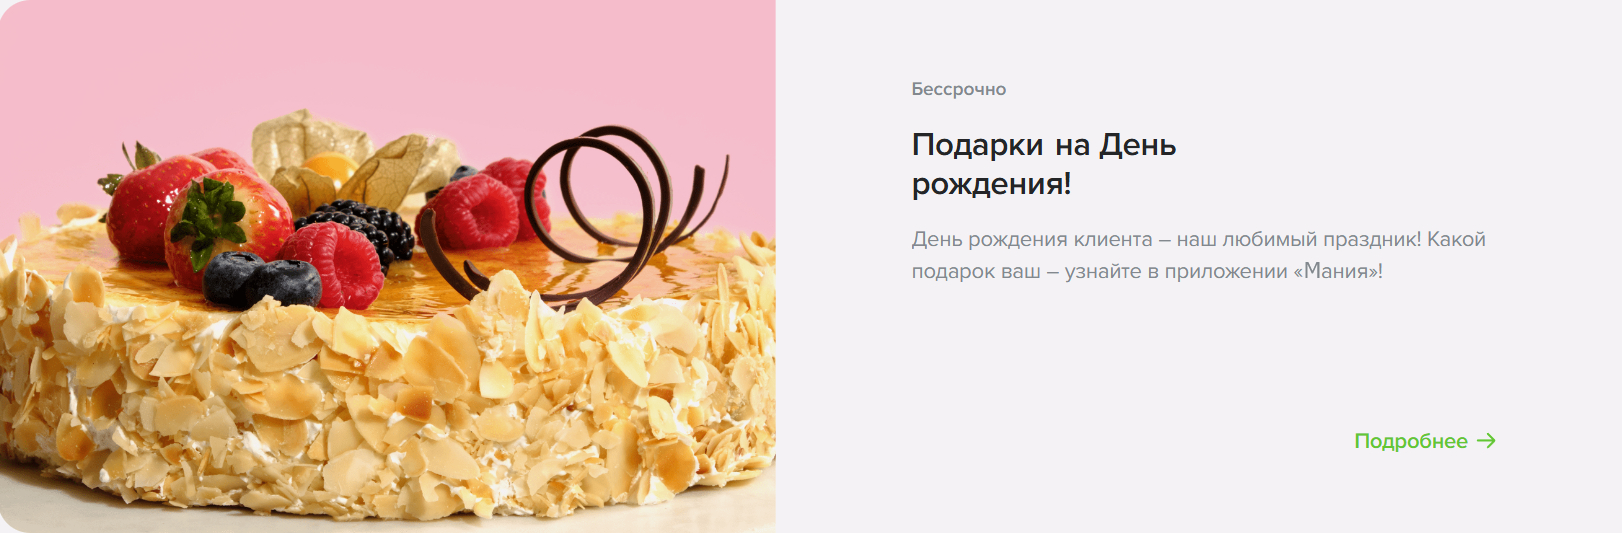 Бессрочно
Подарки на День
рождения!
День рождения клиента – наш любимый праздник! Какой
подарок ваш – узнайте в приложении «Мания»!
Подробнее →